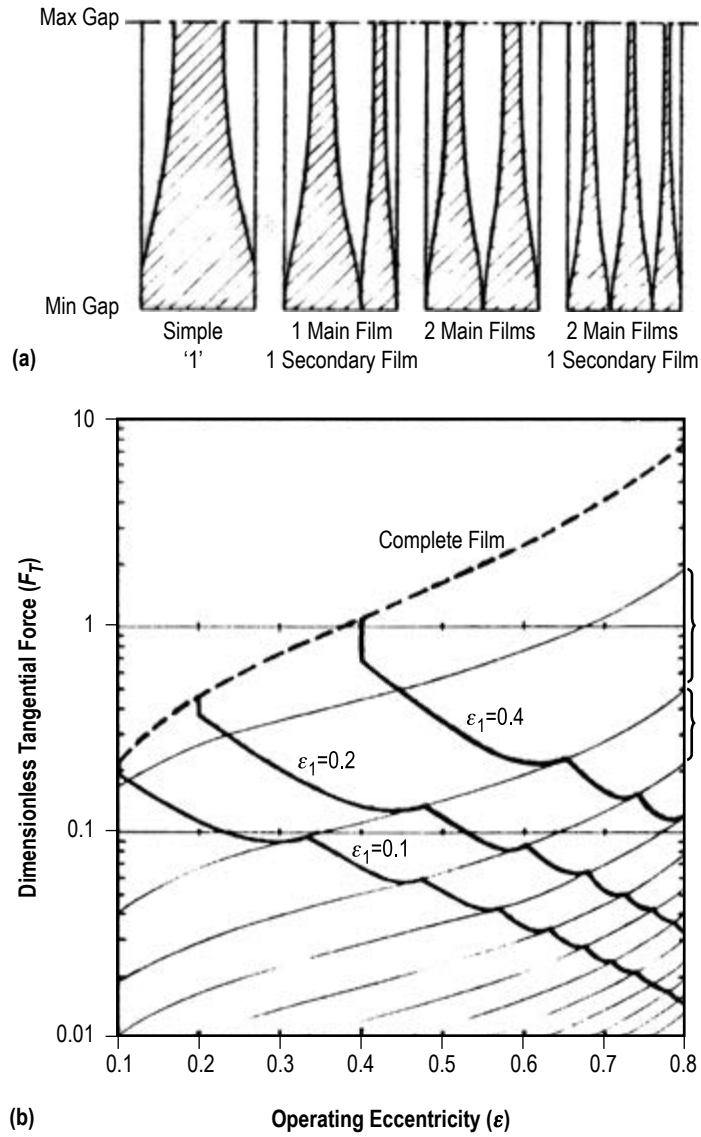 Max Gap
Min Gap
Simple
‘1’
1 Main Film
1 Secondary Film
2 Main Films
2 Main Films
1 Secondary Film
(a)
10
1
0.1
0.01
Dimensionless Tangential Force (F_T)
Complete Film
ε1=0.4
ε1=0.2
ε1=0.1
0.1 0.2 0.3 0.4 0.5 0.6 0.7 0.8
(b)
Operating Eccentricity (ε)